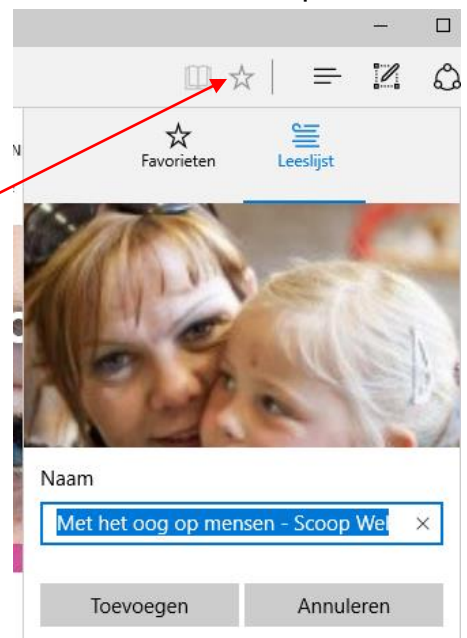 Favorieten Leeslijst
N
Naam
Met het oog op mensen - Scoop Wel
Toevoegen Annuleren